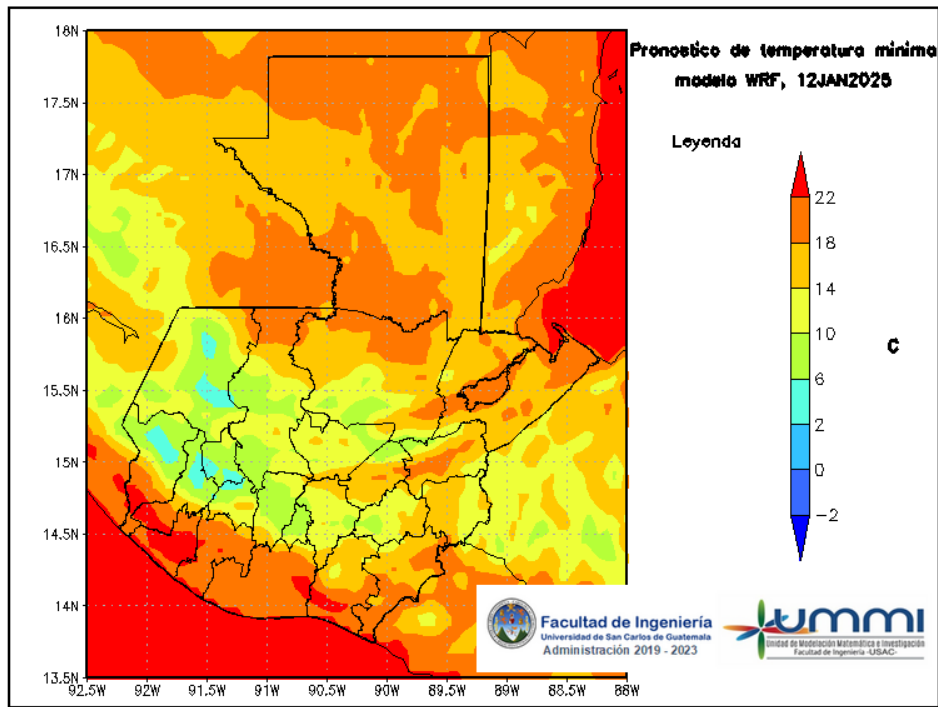 Pronostico de temperatura minima
modelo WRF, 12JAN2025
Leyenda
22
18
14
10
6
2
0
−2
C
18N
17.5N
17N
16.5N
16N
15.5N
15N
14.5N
14N
13.5N
92.5W
92W
91.5W
91W
90.5W
90W
89.5W
89W
88.5W
88W
Facultad de Ingeniería
Universidad de San Carlos de Guatemala
Administración 2019 - 2023
UMMI
Unidad de Modelación Matemática e Investigación
Facultad de Ingeniería -USAC-